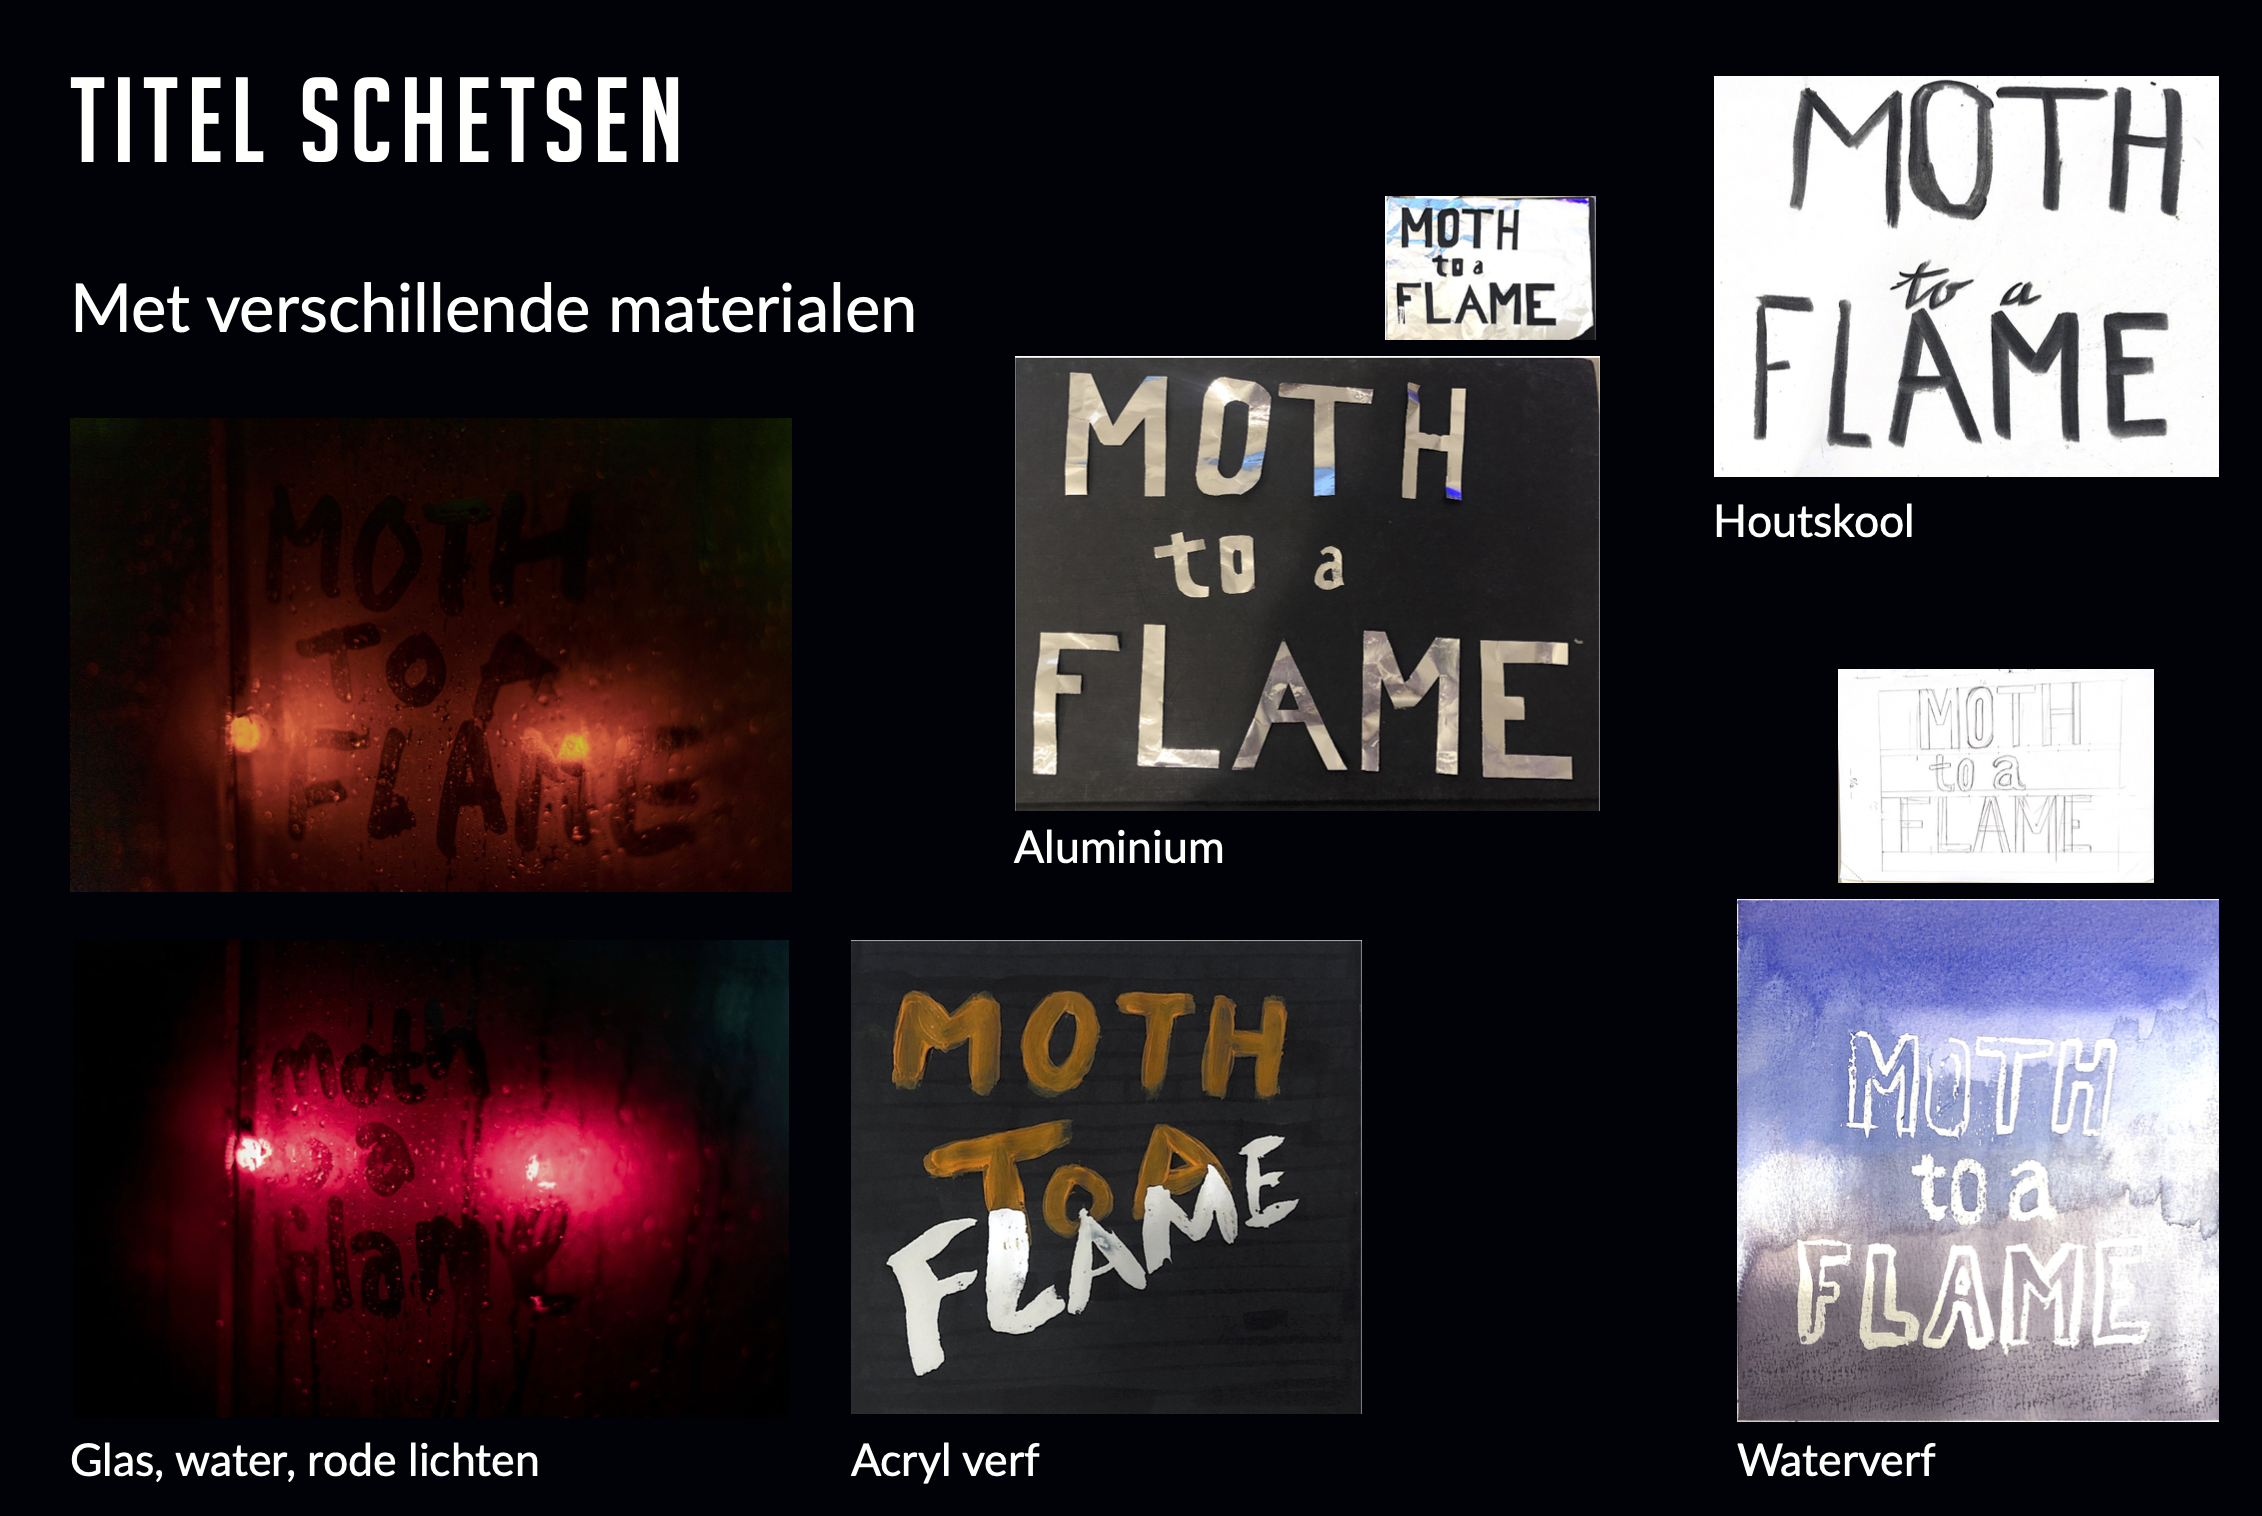 TITEL SCHETSEN
Met verschillende materialen
MOTH
to a
FLAME
MOTH
to a
FLAME
Aluminium
MOTH
to a
FLAME
Houtskool
MOTH
TO A
FLAME
moth
a
flame
Glas, water, rode lichten
MOTH
TO A
FLAME
Acryl verf
MOTH
to a
FLAME
MOTH
to a
FLAME
Waterverf